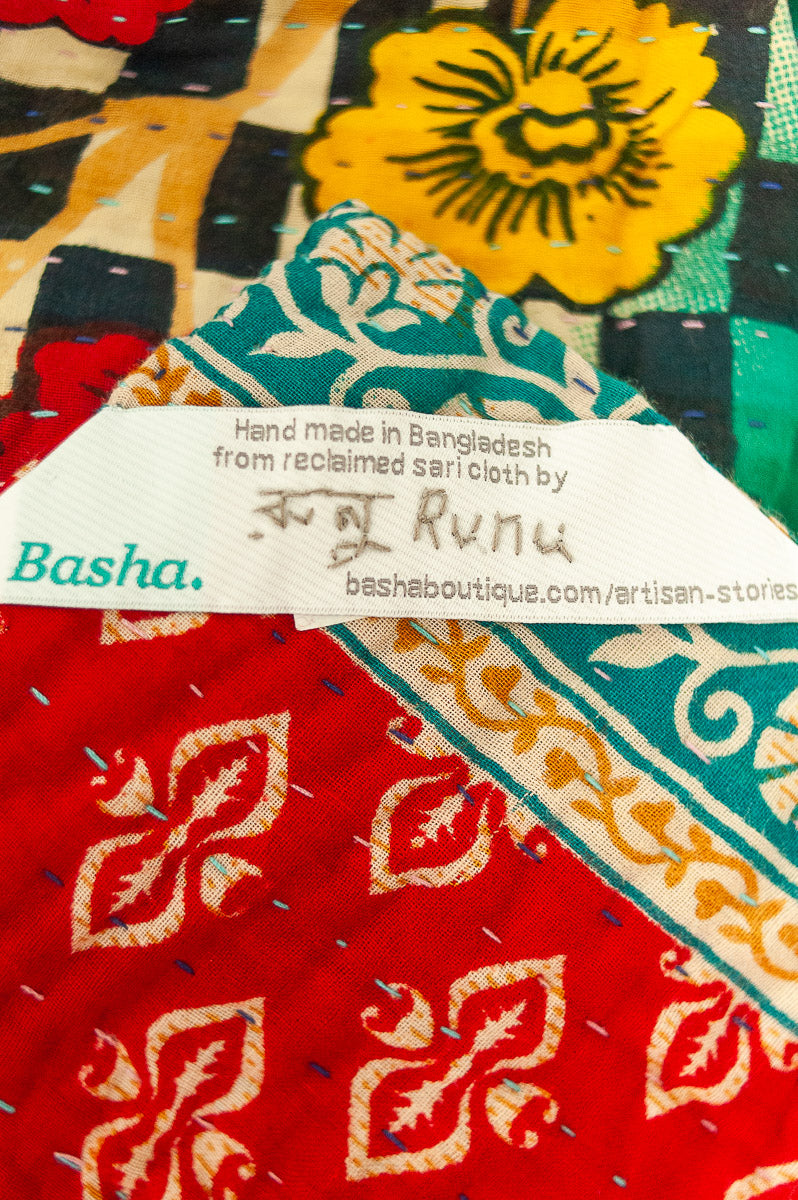 Hand made in Bangladesh
from reclaimed sari cloth by
রুনু Runu
Basha.
bashaboutique.com/artisan-stories